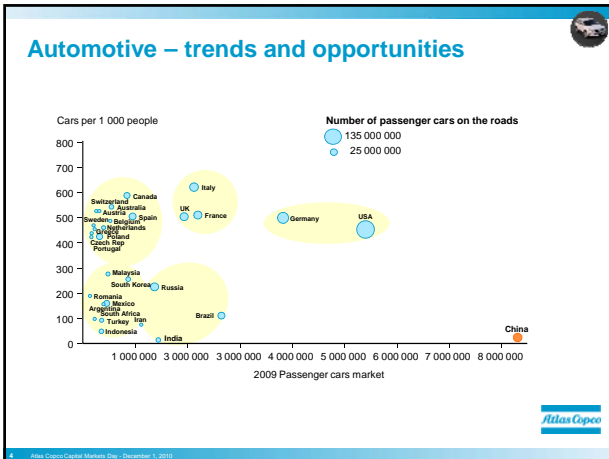 Automotive – trends and opportunities
Cars per 1 000 people
Number of passenger cars on the roads
135 000 000
25 000 000
800
700
600
500
400
300
200
100
0
Italy
Canada
Switzerland
Australia
Austria
UK
France
Germany
USA
Sweden
Belgium
Spain
Netherlands
Greece
Poland
Czech Rep
Portugal
Malaysia
South Korea
Russia
Romania
Mexico
Argentina
South Africa
Brazil
Turkey
Iran
Indonesia
India
China
1 000 000
3 000 000
3 000 000
4 000 000
5 000 000
6 000 000
7 000 000
8 000 000
2009 Passenger cars market
Atlas Copco
4 Atlas Copco Capital Markets Day - December 1, 2010